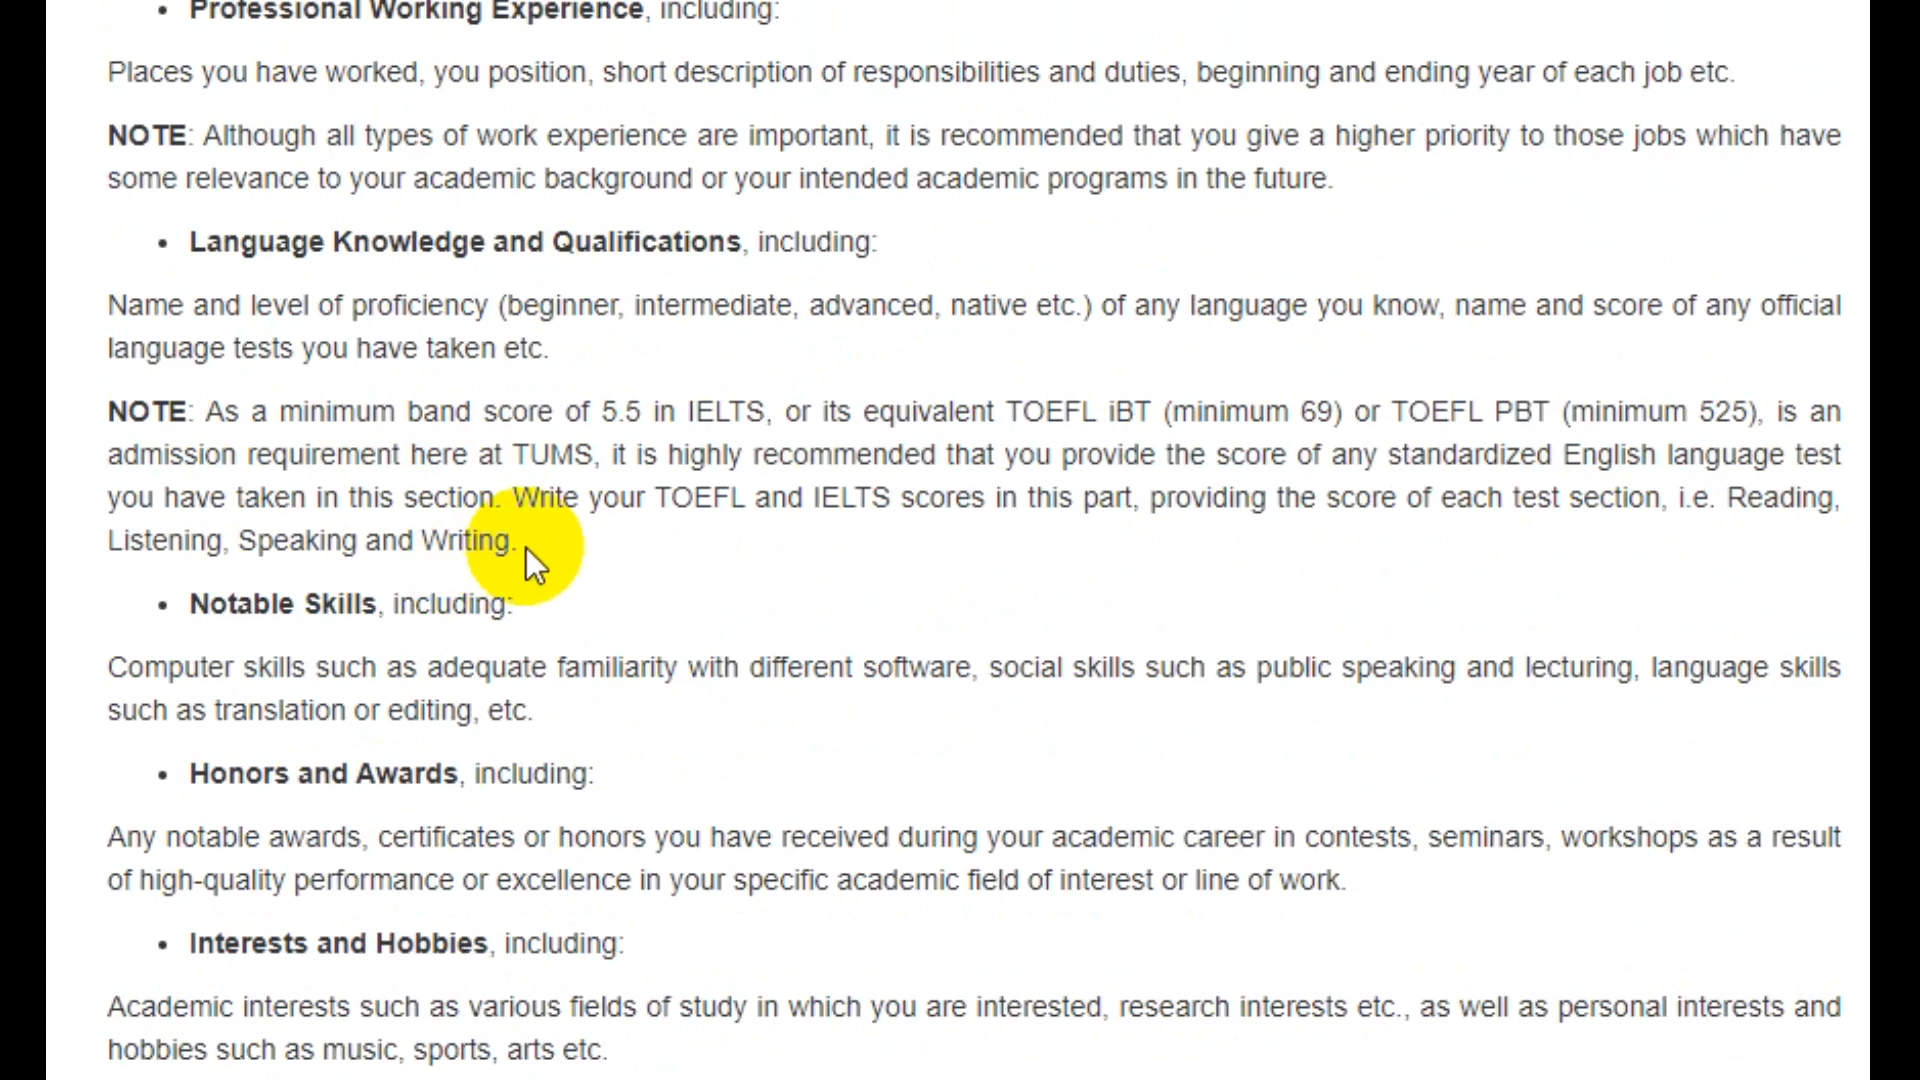 • Professional Working Experience, including:
Places you have worked, you position, short description of responsibilities and duties, beginning and ending year of each job etc.
NOTE: Although all types of work experience are important, it is recommended that you give a higher priority to those jobs which have
some relevance to your academic background or your intended academic programs in the future.
• Language Knowledge and Qualifications, including:
Name and level of proficiency (beginner, intermediate, advanced, native etc.) of any language you know, name and score of any official
language tests you have taken etc.
NOTE: As a minimum band score of 5.5 in IELTS, or its equivalent TOEFL iBT (minimum 69) or TOEFL PBT (minimum 525), is an
admission requirement here at TUMS, it is highly recommended that you provide the score of any standardized English language test
you have taken in this section. Write your TOEFL and IELTS scores in this part, providing the score of each test section, i.e. Reading,
Listening, Speaking and Writing.
• Notable Skills, including:
Computer skills such as adequate familiarity with different software, social skills such as public speaking and lecturing, language skills
such as translation or editing, etc.
• Honors and Awards, including:
Any notable awards, certificates or honors you have received during your academic career in contests, seminars, workshops as a result
of high-quality performance or excellence in your specific academic field of interest or line of work.
• Interests and Hobbies, including:
Academic interests such as various fields of study in which you are interested, research interests etc., as well as personal interests and
hobbies such as music, sports, arts etc.